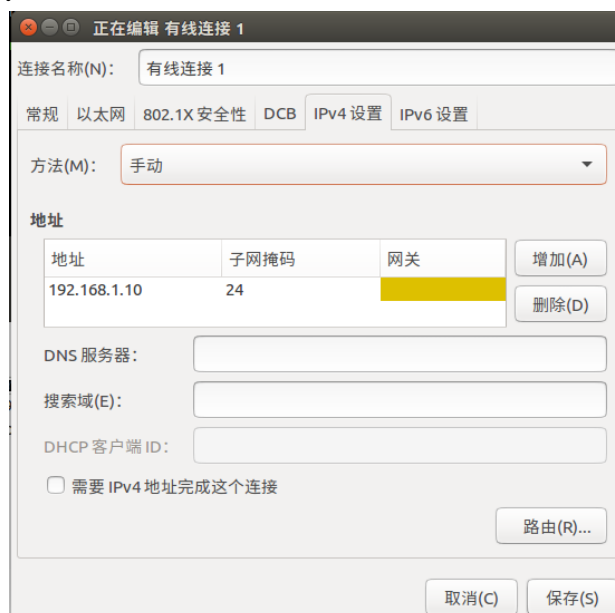 正在编辑 有线连接 1
连接名称(N): 有线连接 1
常规 以太网 802.1X 安全性 DCB IPv4 设置 IPv6 设置
方法(M): 手动
地址
地址 子网掩码 网关 增加(A)
192.168.1.10 24
删除(D)
DNS 服务器:
搜索域(E):
DHCP 客户端 ID:
需要 IPv4 地址完成这个连接
路由(R)...
取消(C) 保存(S)